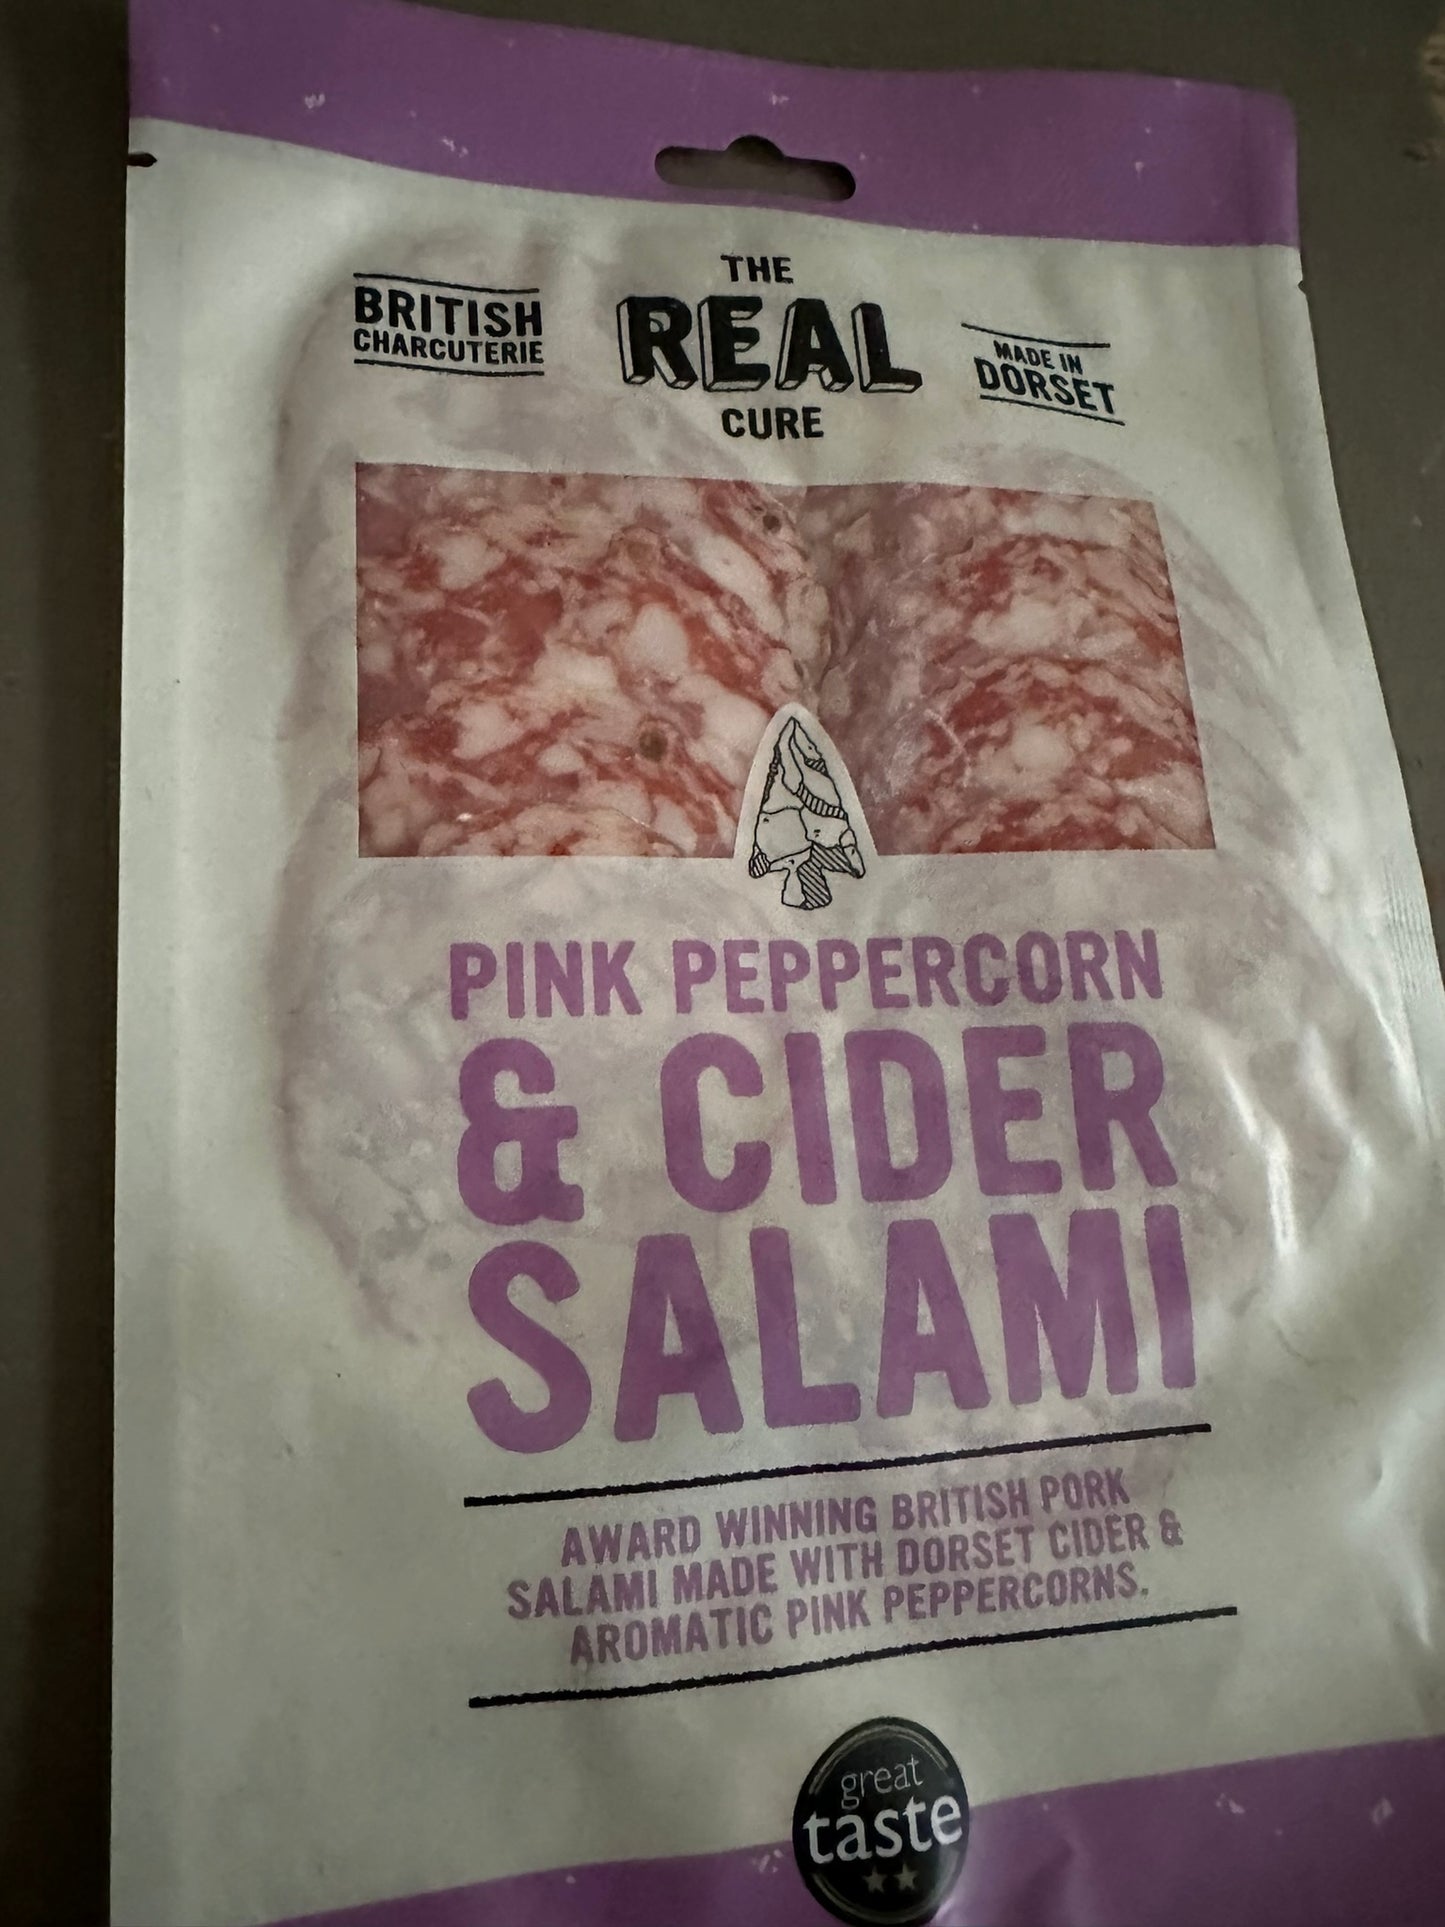 THE
REAL
CURE
BRITISH
CHARCUTERIE
MADE IN
DORSET
PINK PEPPERCORN
& CIDER
SALAMI
AWARD WINNING BRITISH PORK
SALAMI MADE WITH DORSET CIDER &
AROMATIC PINK PEPPERCORNS.
great
taste